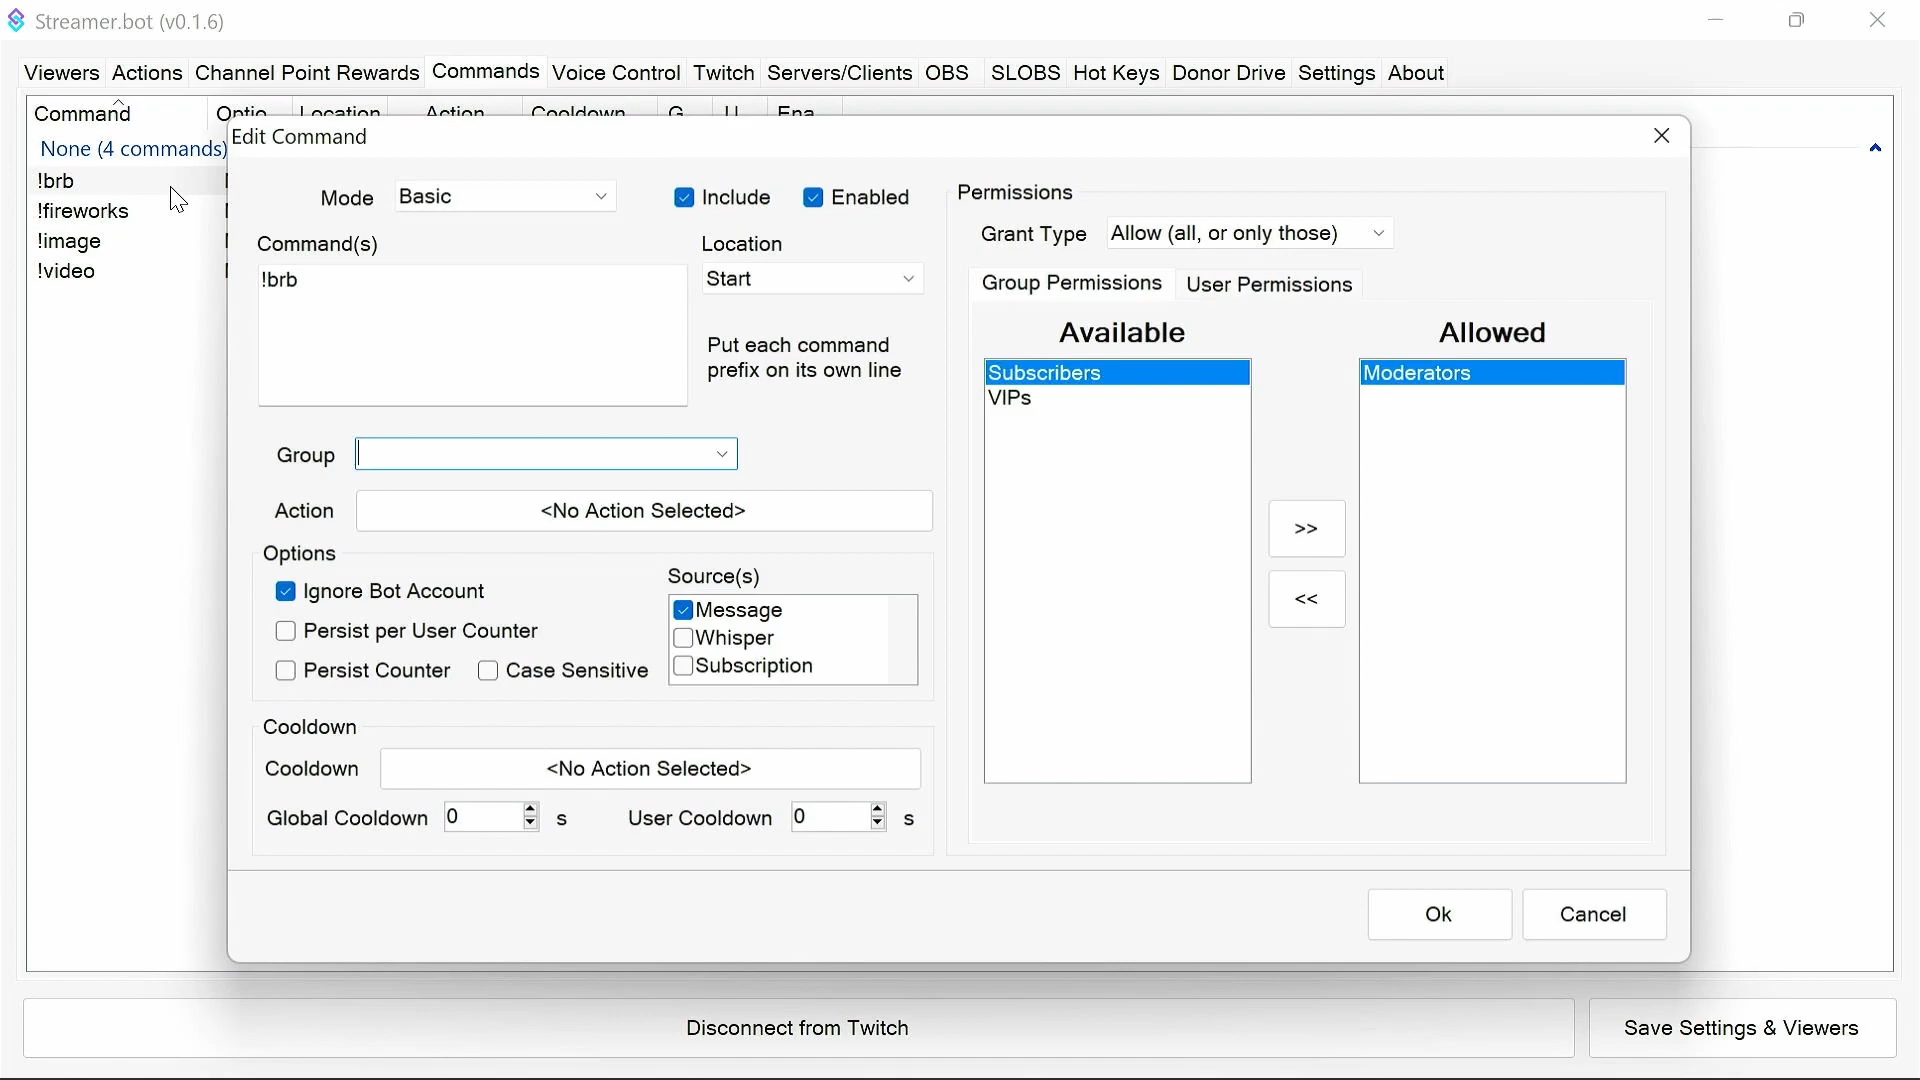 Streamer.bot (v0.1.6)
Viewers Actions Channel Point Rewards Commands Voice Control Twitch Servers/Clients OBS SLOBS Hot Keys Donor Drive Settings About
Command Optio Location Action Cooldown G U Ena
None (4 commands)
!brb
!fireworks
!image
!video
Edit Command
Mode Basic Include Enabled
Command(s) Location
!brb Start
Put each command
prefix on its own line
Group
Action <No Action Selected>
Options
Ignore Bot Account
Persist per User Counter
Persist Counter Case Sensitive
Source(s)
Message
Whisper
Subscription
Cooldown
Cooldown <No Action Selected>
Global Cooldown 0 s User Cooldown 0 s
Permissions
Grant Type Allow (all, or only those)
Group Permissions User Permissions
Available Allowed
Subscribers Moderators
VIPs
>>
<<
Ok Cancel
Disconnect from Twitch Save Settings & Viewers